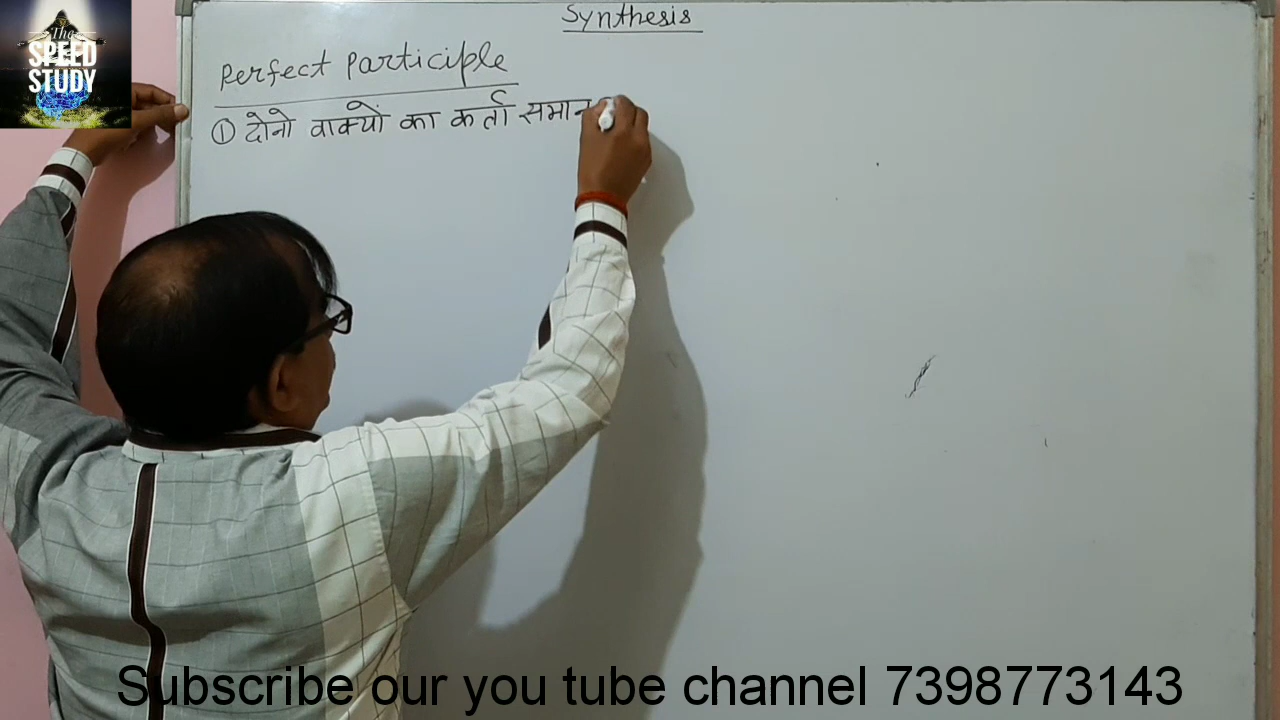 The
SPEED
STUDY
Synthesis
Perfect Participle
① दोनो वाक्यों का कर्ता समान
Subscribe our you tube channel 7398773143